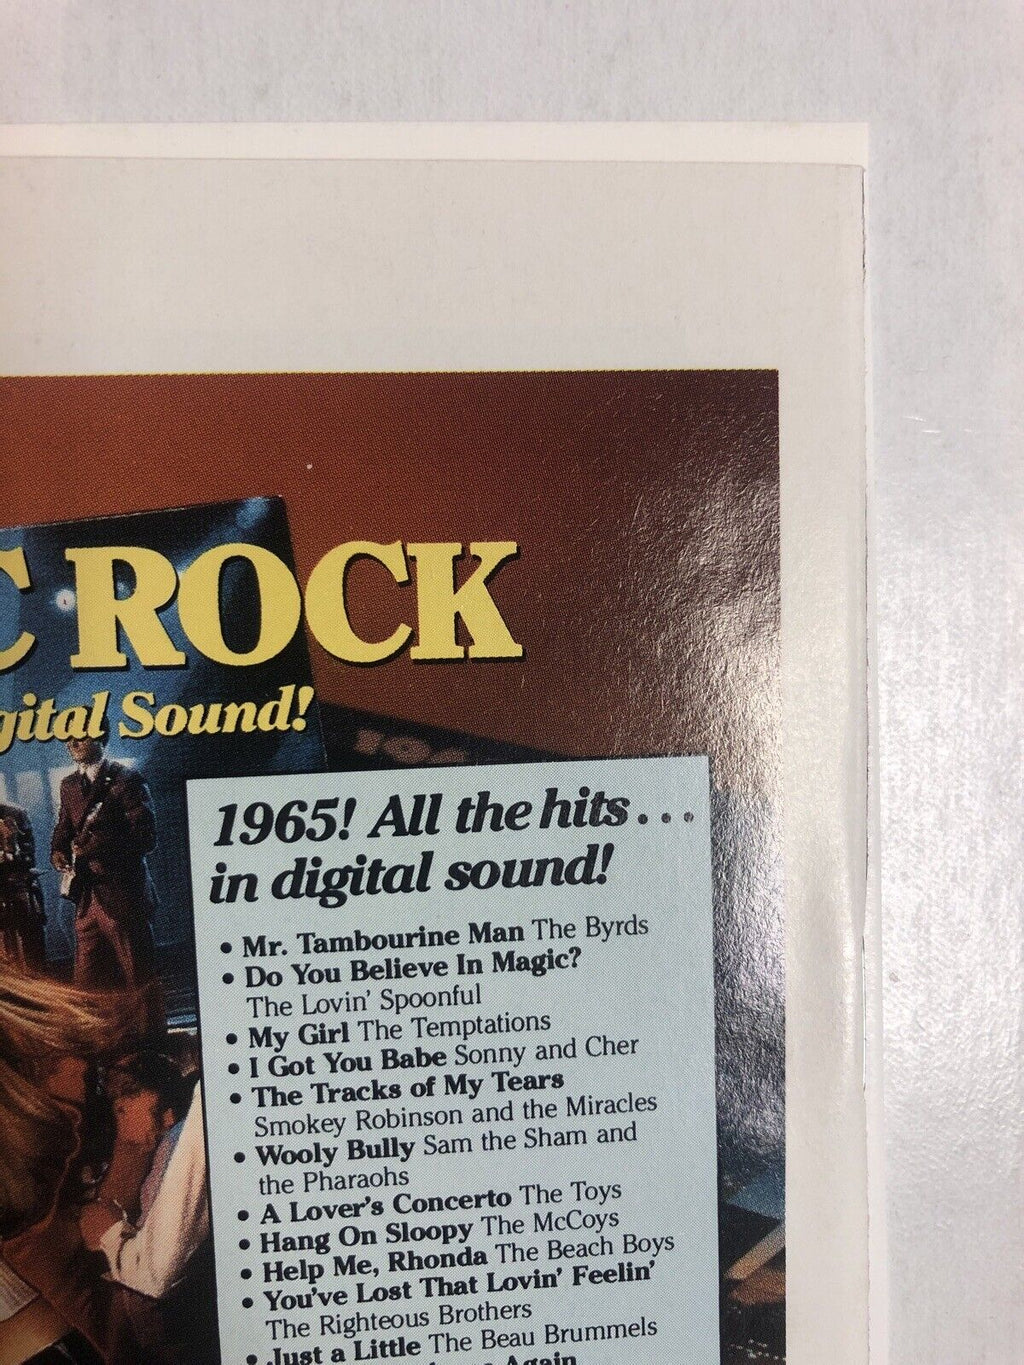 C ROCK
gital Sound!
1965! All the hits...
in digital sound!
• Mr. Tambourine Man The Byrds
• Do You Believe In Magic?
The Lovin' Spoonful
• My Girl The Temptations
• I Got You Babe Sonny and Cher
• The Tracks of My Tears
Smokey Robinson and the Miracles
• Wooly Bully Sam the Sham and
the Pharaohs
• A Lover's Concerto The Toys
• Hang On Sloopy The McCoys
• Help Me, Rhonda The Beach Boys
• You've Lost That Lovin' Feelin'
The Righteous Brothers
• Just a Little The Beau Brummels
Again